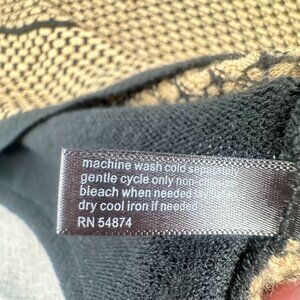 machine wash cold separately
gentle cycle only non-chlorine
bleach when needed
dry cool iron if needed
RN 54874